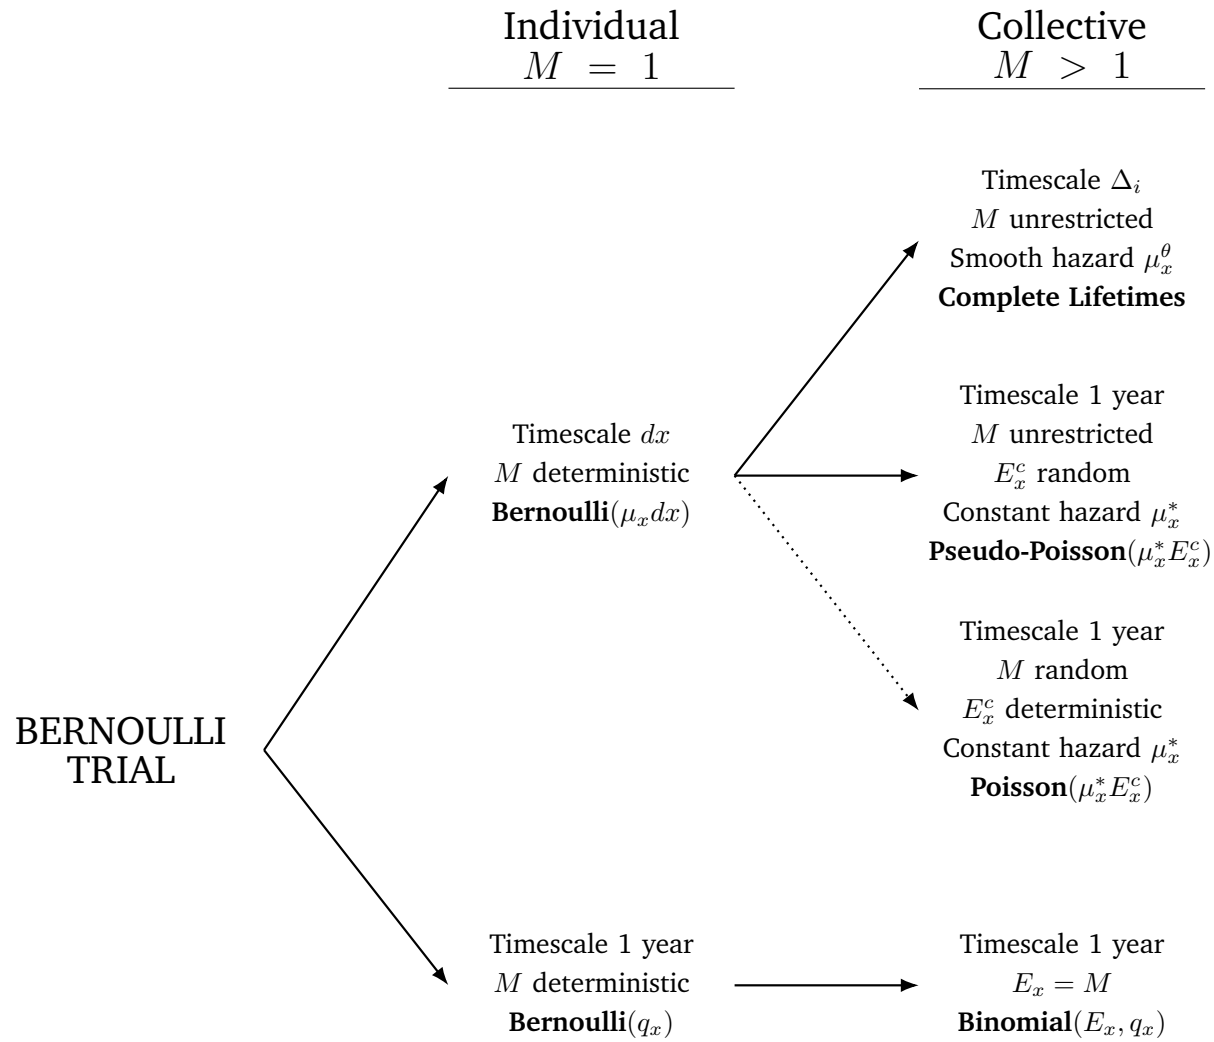 Individual
M = 1
Collective
M > 1
Timescale Δ_i
M unrestricted
Smooth hazard μ_x^θ
Complete Lifetimes
Timescale dx
M deterministic
Bernoulli(μ_x dx)
Timescale 1 year
M unrestricted
E_x^c random
Constant hazard μ_x^*
Pseudo-Poisson(μ_x^* E_x^c)
Timescale 1 year
M random
E_x^c deterministic
Constant hazard μ_x^*
Poisson(μ_x^* E_x^c)
BERNOULLI
TRIAL
Timescale 1 year
M deterministic
Bernoulli(q_x)
Timescale 1 year
E_x = M
Binomial(E_x, q_x)